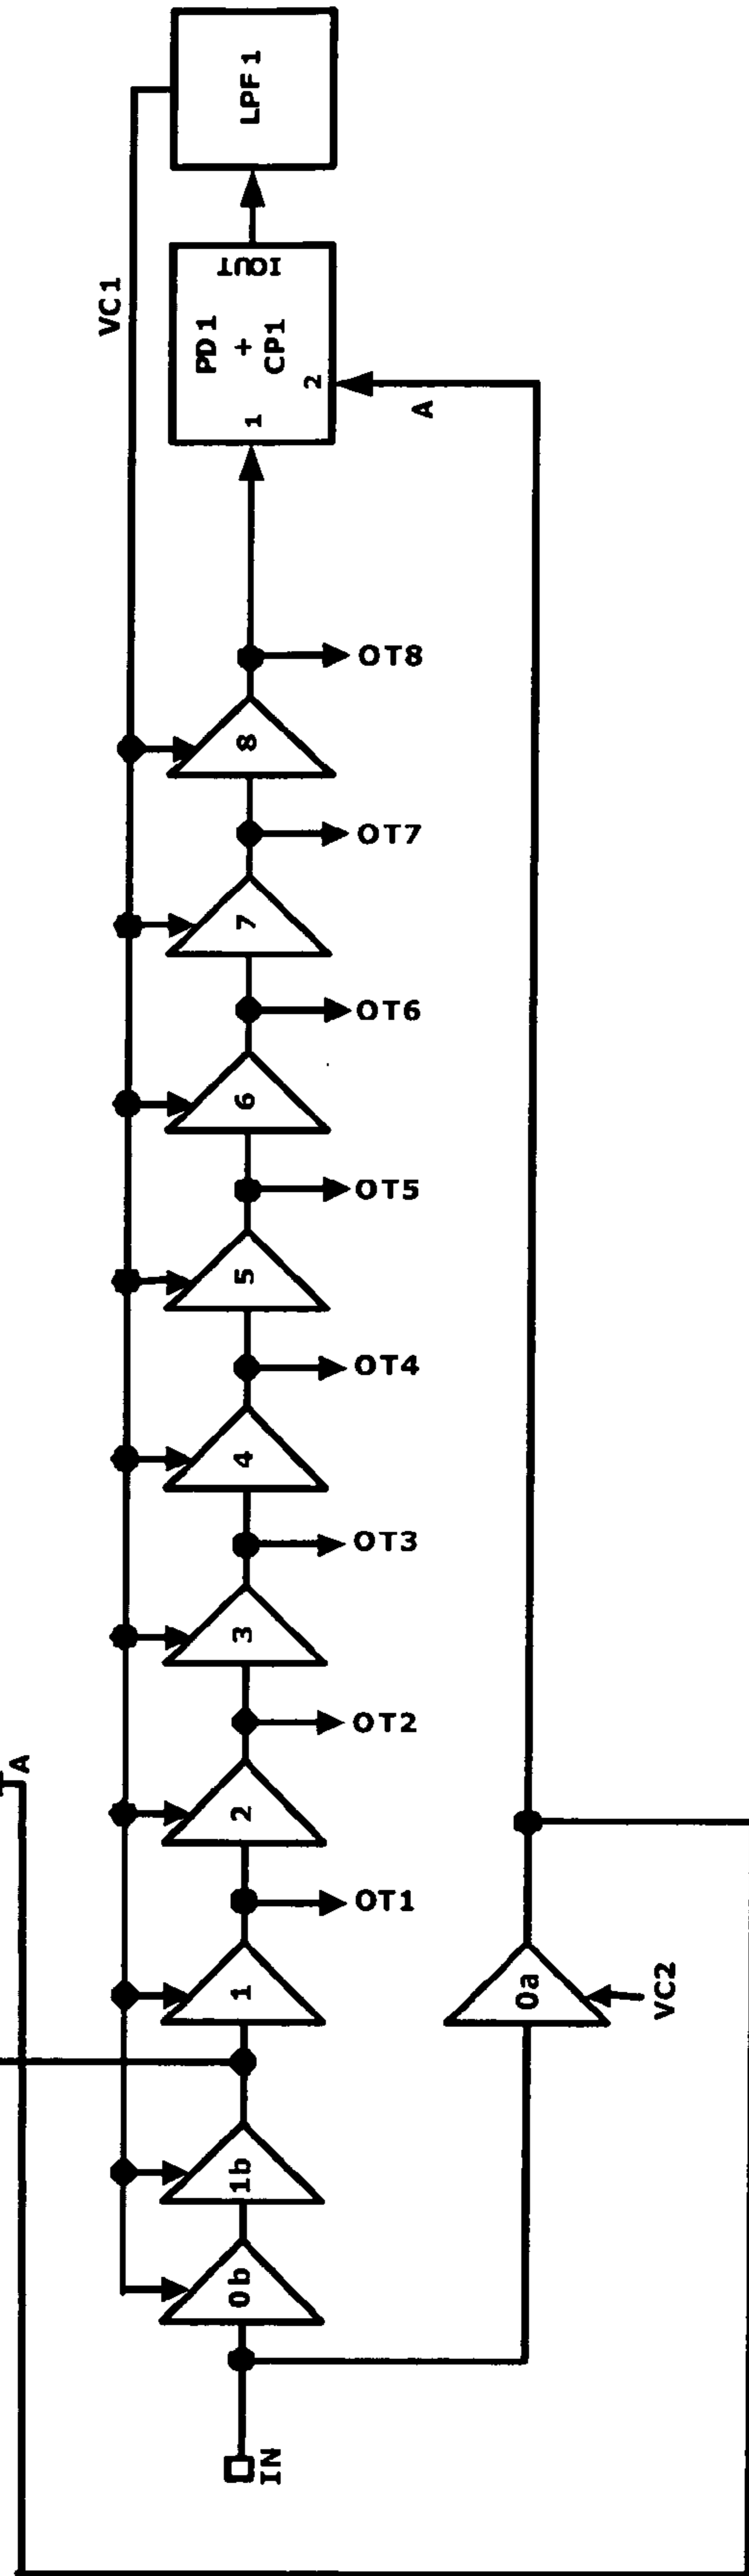 LPF1
VC1
IOUT
PD1
+
CP1
1
2
A
OT8
8
OT7
7
OT6
6
OT5
5
OT4
4
OT3
3
OT2
A
2
OT1
1
0a
VC2
1b
0b
IN